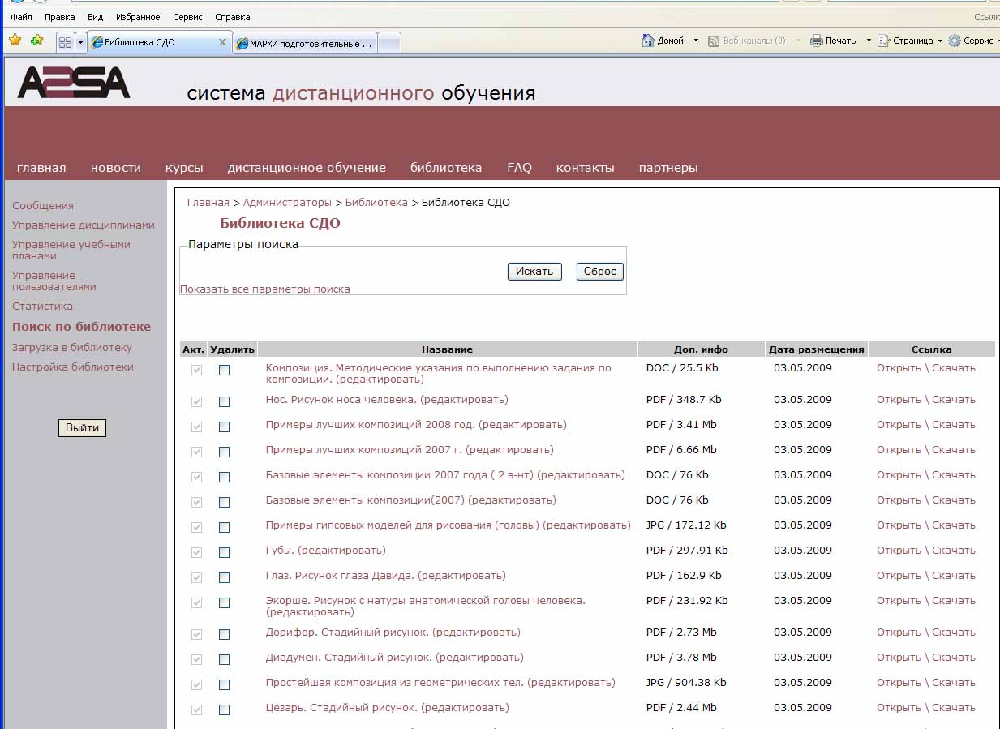 Файл Правка Вид Избранное Сервис Справка
Библиотека СДО МАРХИ подготовительные ... Домой Веб-каналы (J) Печать Страница Сервис
A2SA
система дистанционного обучения
главная новости курсы дистанционное обучение библиотека FAQ контакты партнеры
Сообщения
Управление дисциплинами
Управление учебными
планами
Управление
пользователями
Статистика
Поиск по библиотеке
Загрузка в библиотеку
Настройка библиотеки
Выйти
Главная > Администраторы > Библиотека > Библиотека СДО
Библиотека СДО
Параметры поиска
Искать Сброс
Показать все параметры поиска
Акт. Удалить Название Доп. инфо Дата размещения Ссылка
Композиция. Методические указания по выполнению задания по DOC / 25.5 Kb 03.05.2009 Открыть \ Скачать
композиции. (редактировать)
Нос. Рисунок носа человека. (редактировать) PDF / 348.7 Kb 03.05.2009 Открыть \ Скачать
Примеры лучших композиций 2008 год. (редактировать) PDF / 3.41 Mb 03.05.2009 Открыть \ Скачать
Примеры лучших композиций 2007 г. (редактировать) PDF / 6.66 Mb 03.05.2009 Открыть \ Скачать
Базовые элементы композиции 2007 года ( 2 в-нт) (редактировать) DOC / 76 Kb 03.05.2009 Открыть \ Скачать
Базовые элементы композиции(2007) (редактировать) DOC / 76 Kb 03.05.2009 Открыть \ Скачать
Примеры гипсовых моделей для рисования (головы) (редактировать) JPG / 172.12 Kb 03.05.2009 Открыть \ Скачать
Губы. (редактировать) PDF / 297.91 Kb 03.05.2009 Открыть \ Скачать
Глаз. Рисунок глаза Давида. (редактировать) PDF / 162.9 Kb 03.05.2009 Открыть \ Скачать
Экорше. Рисунок с натуры анатомической головы человека. PDF / 231.92 Kb 03.05.2009 Открыть \ Скачать
(редактировать)
Дорифор. Стадийный рисунок. (редактировать) PDF / 2.73 Mb 03.05.2009 Открыть \ Скачать
Диадумен. Стадийный рисунок. (редактировать) PDF / 3.78 Mb 03.05.2009 Открыть \ Скачать
Простейшая композиция из геометрических тел. (редактировать) JPG / 904.38 Kb 03.05.2009 Открыть \ Скачать
Цезарь. Стадийный рисунок. (редактировать) PDF / 2.44 Mb 03.05.2009 Открыть \ Скачать